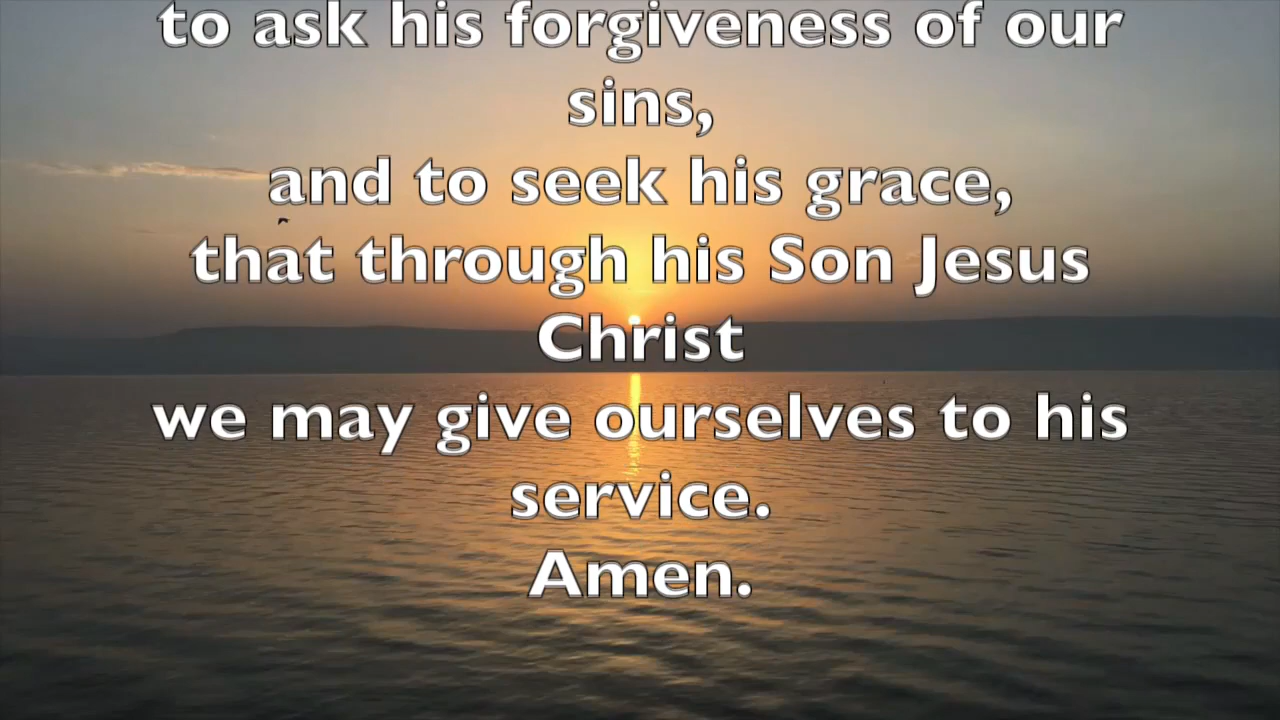 to ask his forgiveness of our
sins,
and to seek his grace,
that through his Son Jesus
Christ
we may give ourselves to his
service.
Amen.